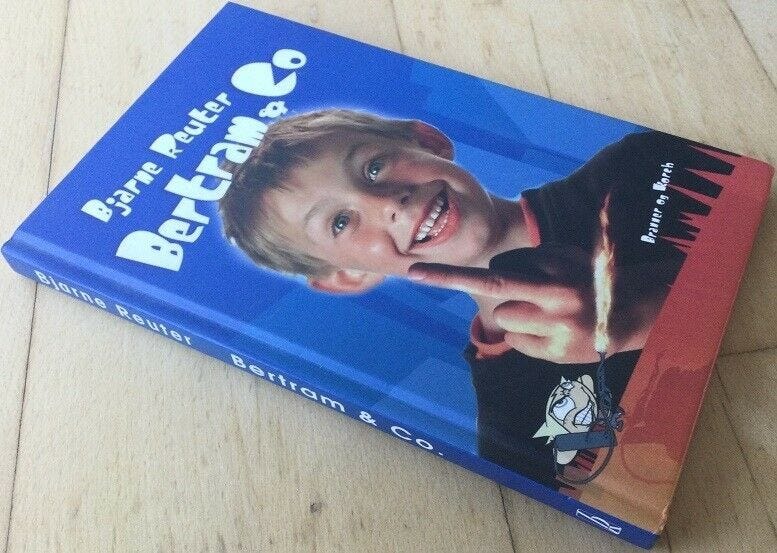 Bjarne Reuter
Bertram & Co
Branner og Korch
Bjarne Reuter Bertram & Co.